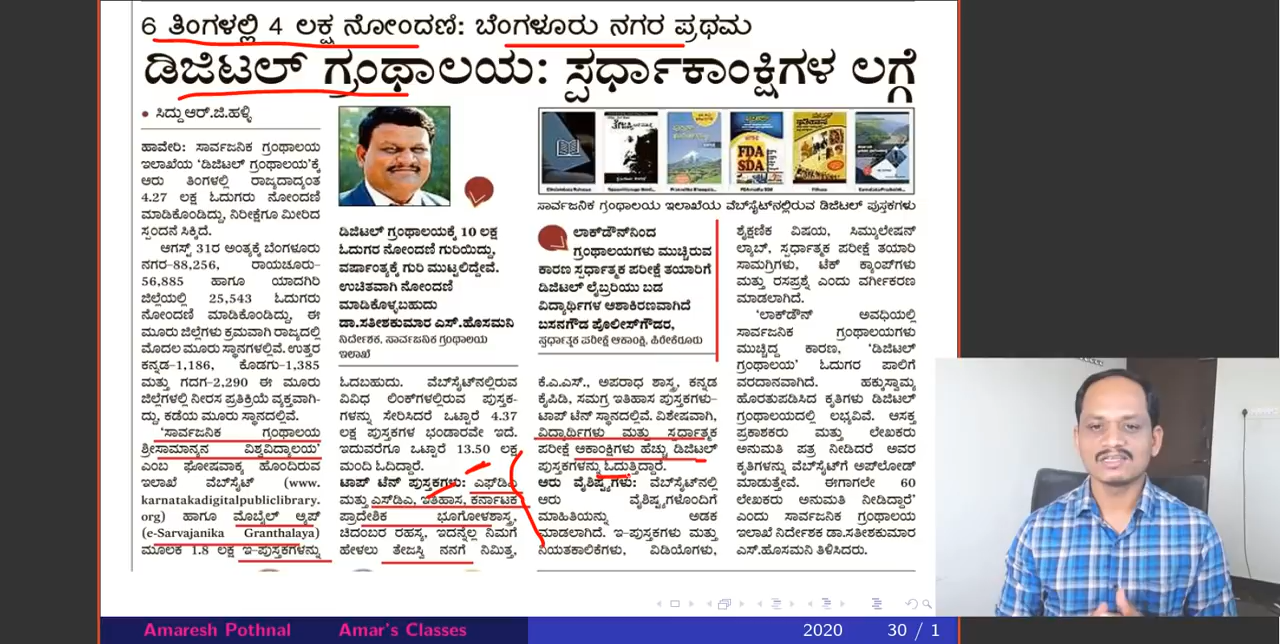 6 ತಿಂಗಳಲ್ಲಿ 4 ಲಕ್ಷ ನೋಂದಣಿ: ಬೆಂಗಳೂರು ನಗರ ಪ್ರಥಮ
ಡಿಜಿಟಲ್ ಗ್ರಂಥಾಲಯ: ಸ್ಪರ್ಧಾಕಾಂಕ್ಷಿಗಳ ಲಗ್ಗೆ
• ಸಿದ್ದು ಆರ್.ಜಿ.ಹಳ್ಳಿ
ಹಾವೇರಿ: ಸಾರ್ವಜನಿಕ ಗ್ರಂಥಾಲಯ
ಇಲಾಖೆಯ 'ಡಿಜಿಟಲ್ ಗ್ರಂಥಾಲಯ'ಕ್ಕೆ
ಆರು ತಿಂಗಳಲ್ಲಿ ರಾಜ್ಯದಾದ್ಯಂತ
4.27 ಲಕ್ಷ ಓದುಗರು ನೋಂದಣಿ
ಮಾಡಿಕೊಂಡಿದ್ದು, ನಿರೀಕ್ಷೆಗೂ ಮೀರಿದ
ಸ್ಪಂದನೆ ಸಿಕ್ಕಿದೆ.
ಆಗಸ್ಟ್ 31ರ ಅಂತ್ಯಕ್ಕೆ ಬೆಂಗಳೂರು
ನಗರ–88,256, ರಾಯಚೂರು–
56,885 ಹಾಗೂ ಯಾದಗಿರಿ
ಜಿಲ್ಲೆಯಲ್ಲಿ 25,543 ಓದುಗರು
ನೋಂದಣಿ ಮಾಡಿಕೊಂಡಿದ್ದು, ಈ
ಮೂರು ಜಿಲ್ಲೆಗಳು ಕ್ರಮವಾಗಿ ರಾಜ್ಯದಲ್ಲಿ
ಮೊದಲ ಮೂರು ಸ್ಥಾನಗಳಲ್ಲಿವೆ. ಉತ್ತರ
ಕನ್ನಡ–1,186, ಕೊಡಗು–1,385
ಮತ್ತು ಗದಗ–2,290 ಈ ಮೂರು
ಜಿಲ್ಲೆಗಳಲ್ಲಿ ನೀರಸ ಪ್ರತಿಕ್ರಿಯೆ ವ್ಯಕ್ತವಾಗಿ
ದ್ದು, ಕಡೆಯ ಮೂರು ಸ್ಥಾನದಲ್ಲಿವೆ.
'ಸಾರ್ವಜನಿಕ ಗ್ರಂಥಾಲಯ
ಶ್ರೀಸಾಮಾನ್ಯನ ವಿಶ್ವವಿದ್ಯಾಲಯ'
ಎಂಬ ಘೋಷವಾಕ್ಯ ಹೊಂದಿರುವ
ಇಲಾಖೆ ವೆಬ್‌ಸೈಟ್ (www.
karnatakadigitalpubliclibrary.
org) ಹಾಗೂ ಮೊಬೈಲ್ ಆ್ಯಪ್
(e-Sarvajanika Granthalaya)
ಮೂಲಕ 1.8 ಲಕ್ಷ ಇ–ಪುಸ್ತಕಗಳನ್ನು
ಡಿಜಿಟಲ್ ಗ್ರಂಥಾಲಯಕ್ಕೆ 10 ಲಕ್ಷ
ಓದುಗರ ನೋಂದಣಿ ಗುರಿಯಿದ್ದು,
ವರ್ಷಾಂತ್ಯಕ್ಕೆ ಗುರಿ ಮುಟ್ಟಲಿದ್ದೇವೆ.
ಉಚಿತವಾಗಿ ನೋಂದಣಿ
ಮಾಡಿಕೊಳ್ಳಬಹುದು
ಡಾ.ಸತೀಶಕುಮಾರ ಎಸ್.ಹೊಸಮನಿ
ನಿರ್ದೇಶಕ, ಸಾರ್ವಜನಿಕ ಗ್ರಂಥಾಲಯ
ಇಲಾಖೆ
ಓದಬಹುದು. ವೆಬ್‌ಸೈಟ್‌ನಲ್ಲಿರುವ
ವಿವಿಧ ಲಿಂಕ್‌ಗಳಲ್ಲಿರುವ ಪುಸ್ತಕ-
ಗಳನ್ನು ಸೇರಿಸಿದರೆ ಒಟ್ಟಾರೆ 4.37
ಲಕ್ಷ ಪುಸ್ತಕಗಳ ಭಂಡಾರವೇ ಇದೆ.
ಇದುವರೆಗೂ ಒಟ್ಟಾರೆ 13.50 ಲಕ್ಷ
ಮಂದಿ ಓದಿದ್ದಾರೆ.
ಟಾಪ್ ಟೆನ್ ಪುಸ್ತಕಗಳು: ಎಫ್‌ಡಿಎ
ಮತ್ತು ಎಸ್‌ಡಿಎ, ಇತಿಹಾಸ, ಕರ್ನಾಟಕ
ಪ್ರಾದೇಶಿಕ ಭೂಗೋಳಶಾಸ್ತ್ರ,
ಚಿದಂಬರ ರಹಸ್ಯ, ಇದನ್ನೆಲ್ಲ ನಿಮಗೆ
ಹೇಳಲು ತೇಜಸ್ವಿ ನನಗೆ ನಿಮಿತ್ತ,
FDA
SDA
ಸಾರ್ವಜನಿಕ ಗ್ರಂಥಾಲಯ ಇಲಾಖೆಯ ವೆಬ್‌ಸೈಟ್‌ನಲ್ಲಿರುವ ಡಿಜಿಟಲ್ ಪುಸ್ತಕಗಳು
ಲಾಕ್‌ಡೌನ್‌ನಿಂದ
ಗ್ರಂಥಾಲಯಗಳು ಮುಚ್ಚಿರುವ
ಕಾರಣ ಸ್ಪರ್ಧಾತ್ಮಕ ಪರೀಕ್ಷೆ ತಯಾರಿಗೆ
ಡಿಜಿಟಲ್ ಲೈಬ್ರರಿಯು ಬಡ
ವಿದ್ಯಾರ್ಥಿಗಳ ಆಶಾಕಿರಣವಾಗಿದೆ
ಬಸನಗೌಡ ಪೊಲೀಸ್‌ಗೌಡರ,
ಸ್ಪರ್ಧಾತ್ಮಕ ಪರೀಕ್ಷೆ ಆಕಾಂಕ್ಷಿ, ಹಿರೇಕೆರೂರು
ಕೆ.ಎ.ಎಸ್., ಅಪರಾಧ ಶಾಸ್ತ್ರ, ಕನ್ನಡ
ಕೈಪಿಡಿ, ಸಮಗ್ರ ಇತಿಹಾಸ ಪುಸ್ತಕಗಳು–
ಟಾಪ್ ಟೆನ್ ಸ್ಥಾನದಲ್ಲಿವೆ. ವಿಶೇಷವಾಗಿ,
ವಿದ್ಯಾರ್ಥಿಗಳು ಮತ್ತು ಸ್ಪರ್ಧಾತ್ಮಕ
ಪರೀಕ್ಷೆ ಆಕಾಂಕ್ಷಿಗಳು ಹೆಚ್ಚು ಡಿಜಿಟಲ್
ಪುಸ್ತಕಗಳನ್ನು ಓದುತ್ತಿದ್ದಾರೆ.
ಆರು ವೈಶಿಷ್ಟ್ಯಗಳು: ವೆಬ್‌ಸೈಟ್‌ನಲ್ಲಿ
ಆರು ವೈಶಿಷ್ಟ್ಯಗಳೊಂದಿಗೆ
ಮಾಹಿತಿಯನ್ನು ಅಡಕ
ಮಾಡಲಾಗಿದೆ. ಇ–ಪುಸ್ತಕಗಳು ಮತ್ತು
ನಿಯತಕಾಲಿಕೆಗಳು, ವಿಡಿಯೊಗಳು,
ಶೈಕ್ಷಣಿಕ ವಿಷಯ, ಸಿಮ್ಯುಲೇಷನ್
ಲ್ಯಾಬ್, ಸ್ಪರ್ಧಾತ್ಮಕ ಪರೀಕ್ಷೆ ತಯಾರಿ
ಸಾಮಗ್ರಿಗಳು, ಟೆಕ್ ಕ್ಯಾಂಪ್‌ಗಳು
ಮತ್ತು ರಸಪ್ರಶ್ನೆ ಎಂದು ವರ್ಗೀಕರಣ
ಮಾಡಲಾಗಿದೆ.
'ಲಾಕ್‌ಡೌನ್ ಅವಧಿಯಲ್ಲಿ
ಸಾರ್ವಜನಿಕ ಗ್ರಂಥಾಲಯಗಳು
ಮುಚ್ಚಿದ್ದ ಕಾರಣ, 'ಡಿಜಿಟಲ್
ಗ್ರಂಥಾಲಯ' ಓದುಗರ ಪಾಲಿಗೆ
ವರದಾನವಾಗಿದೆ. ಹಕ್ಕುಸ್ವಾಮ್ಯ
ಹೊರತುಪಡಿಸಿದ ಕೃತಿಗಳು ಡಿಜಿಟಲ್
ಗ್ರಂಥಾಲಯದಲ್ಲಿ ಲಭ್ಯವಿವೆ. ಆಸಕ್ತ
ಪ್ರಕಾಶಕರು ಮತ್ತು ಲೇಖಕರು
ಅನುಮತಿ ಪತ್ರ ನೀಡಿದರೆ ಅವರ
ಕೃತಿಗಳನ್ನು ವೆಬ್‌ಸೈಟ್‌ಗೆ ಅಪ್‌ಲೋಡ್
ಮಾಡುತ್ತೇವೆ. ಈಗಾಗಲೇ 60
ಲೇಖಕರು ಅನುಮತಿ ನೀಡಿದ್ದಾರೆ'
ಎಂದು ಸಾರ್ವಜನಿಕ ಗ್ರಂಥಾಲಯ
ಇಲಾಖೆ ನಿರ್ದೇಶಕ ಡಾ.ಸತೀಶಕುಮಾರ
ಎಸ್.ಹೊಸಮನಿ ತಿಳಿಸಿದರು.
Amaresh Pothnal Amar's Classes 2020 30 / 1